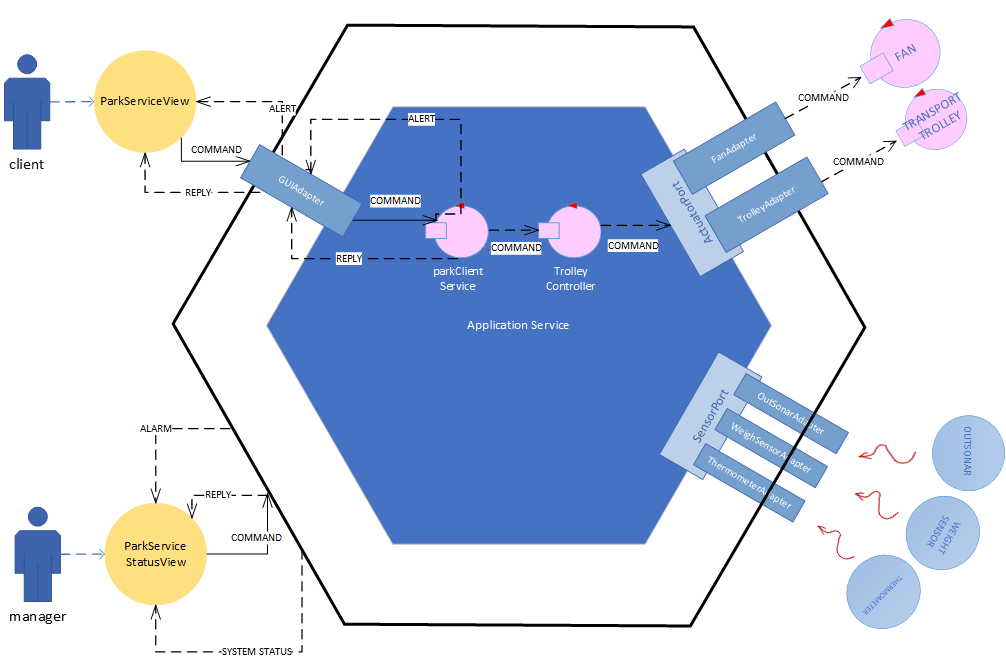 client
ParkServiceView
ALERT
COMMAND
REPLY
GUIAdapter
ALERT
COMMAND
REPLY
parkClient
Service
COMMAND
Trolley
Controller
COMMAND
Application Service
ActuatorPort
FanAdapter
TrolleyAdapter
COMMAND
COMMAND
FAN
TRANSPORT
TROLLEY
SensorPort
OutSonarAdapter
WeighSensorAdapter
ThermometerAdapter
OUTSONAR
WEIGHT
SENSOR
THERMOMETER
ALARM
REPLY
COMMAND
ParkService
StatusView
manager
SYSTEM STATUS